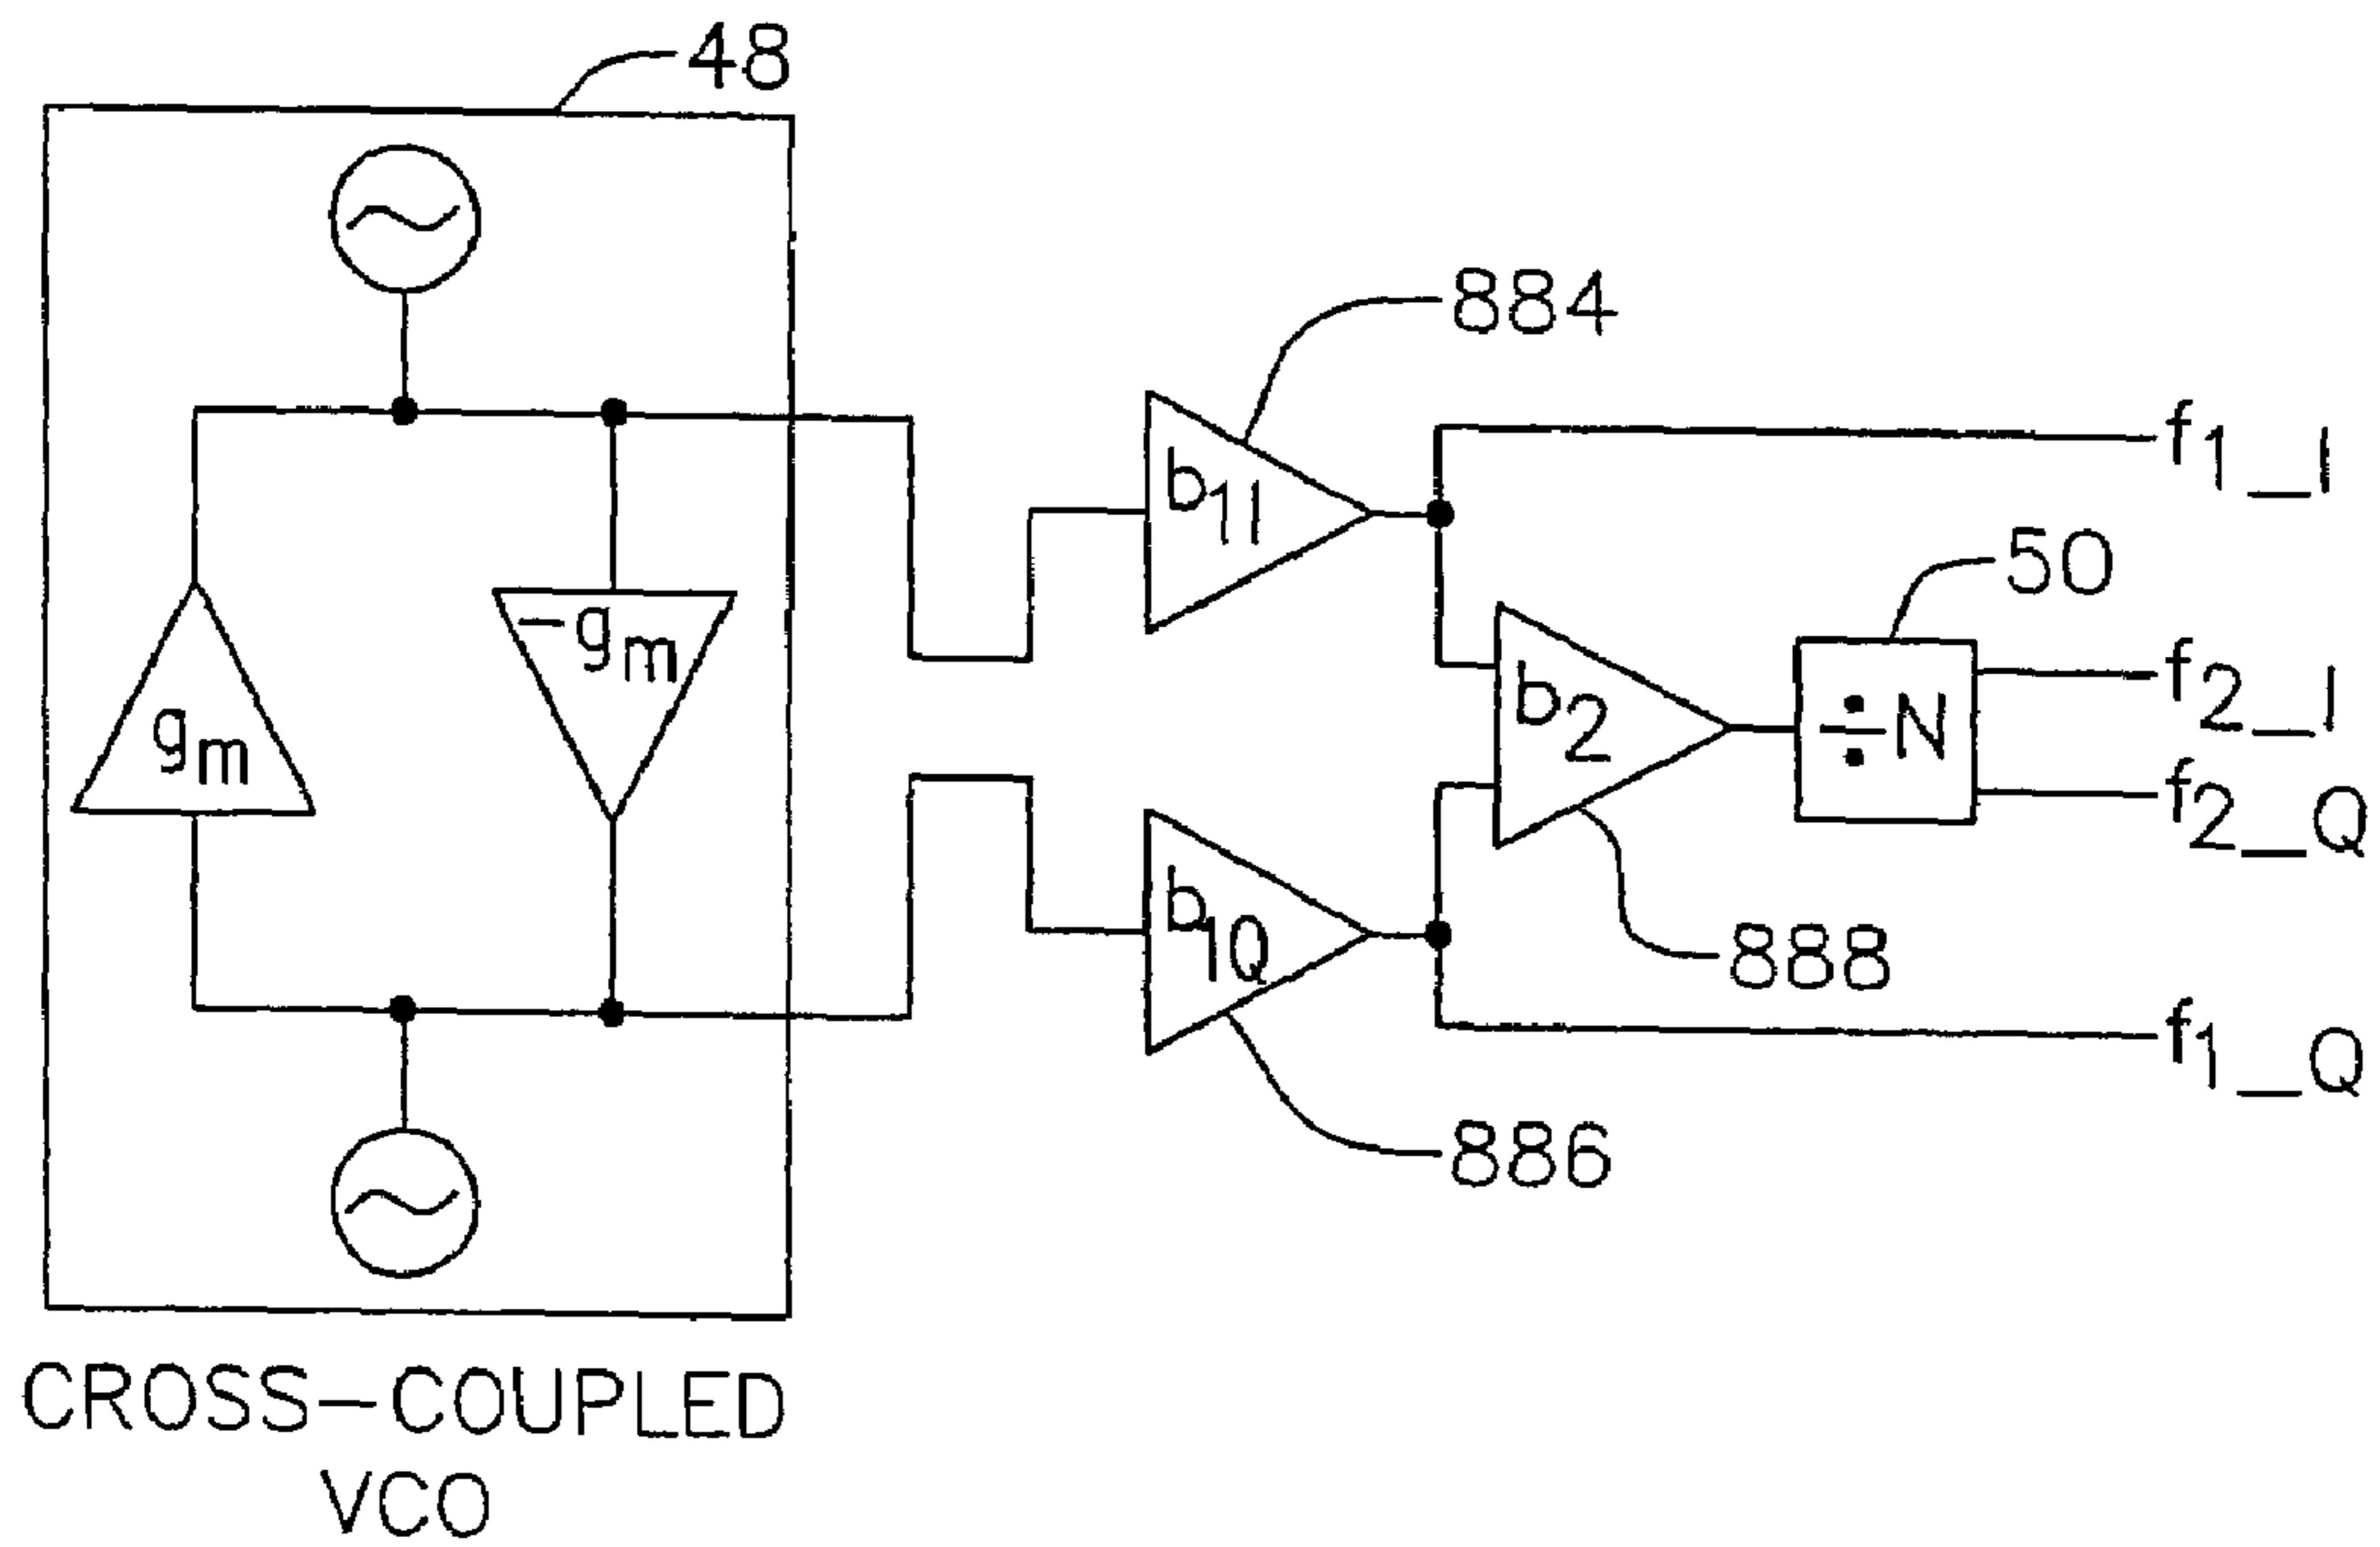 48
884
f1_I
b1I
50
-gm
f2_I
b2
÷N
gm
f2_Q
b1Q
888
f1_Q
886
CROSS-COUPLED
VCO